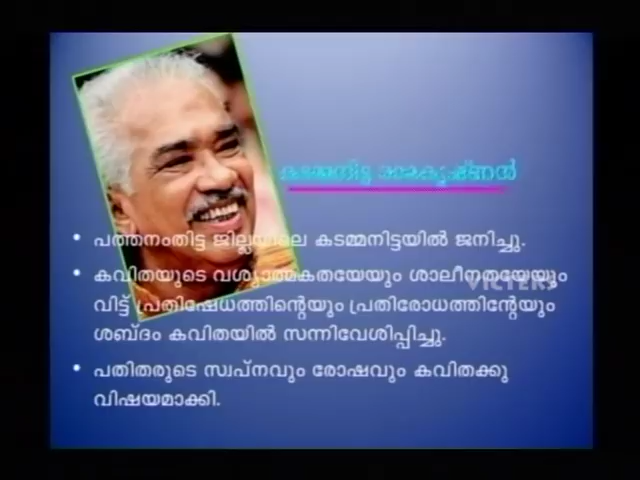 കടമ്മനിട്ട രാമകൃഷ്ണൻ
പത്തനംതിട്ട ജില്ലയിലെ കടമ്മനിട്ടയിൽ ജനിച്ചു.
കവിതയുടെ വശ്യാത്മകതയേയും ശാലീനതയേയും
വിട്ട് പ്രതിഷേധത്തിന്റെയും പ്രതിരോധത്തിന്റേയും
ശബ്ദം കവിതയിൽ സന്നിവേശിപ്പിച്ചു.
പതിതരുടെ സ്വപ്നവും രോഷവും കവിതക്കു
വിഷയമാക്കി.
VICTERS